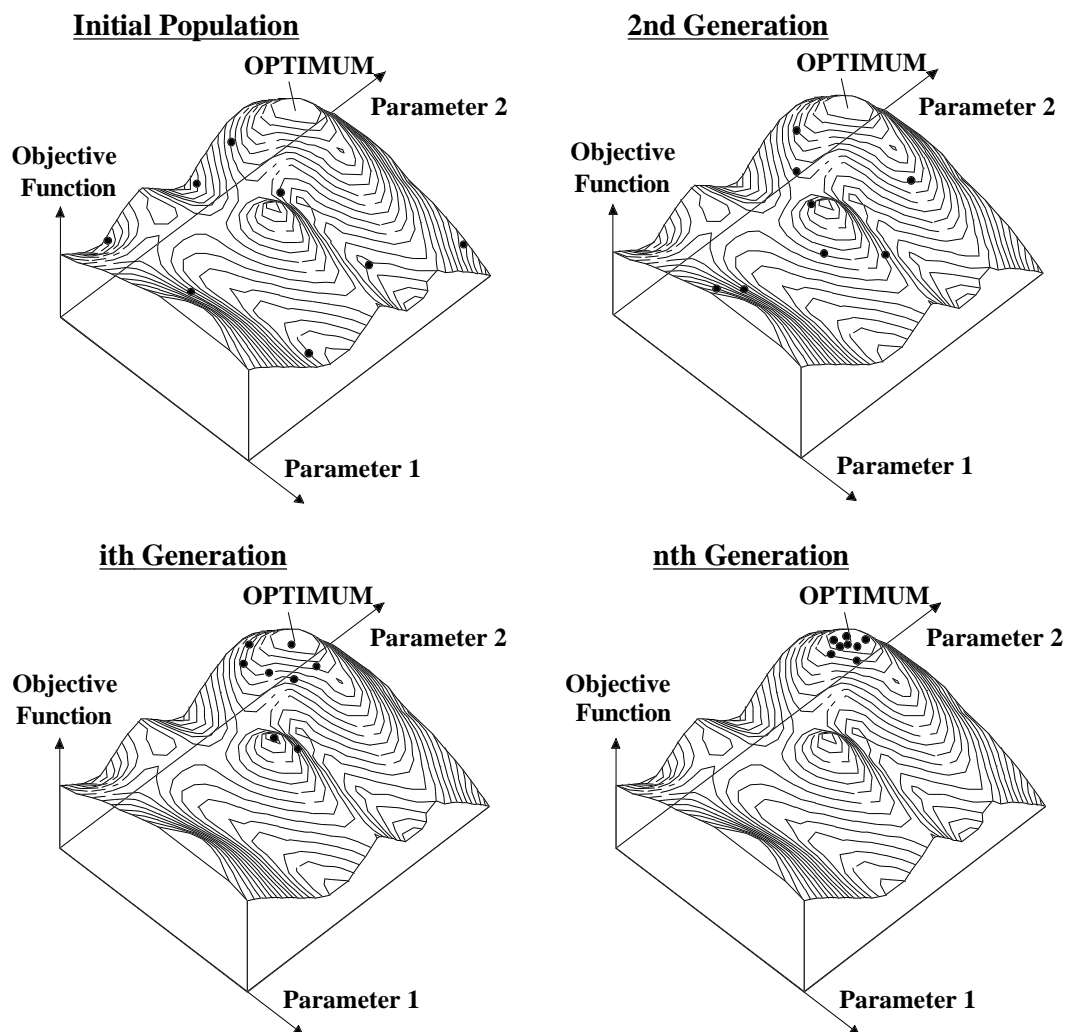 Initial Population
OPTIMUM
Parameter 2
Objective
Function
Parameter 1
2nd Generation
OPTIMUM
Parameter 2
Objective
Function
Parameter 1
ith Generation
OPTIMUM
Parameter 2
Objective
Function
Parameter 1
nth Generation
OPTIMUM
Parameter 2
Objective
Function
Parameter 1